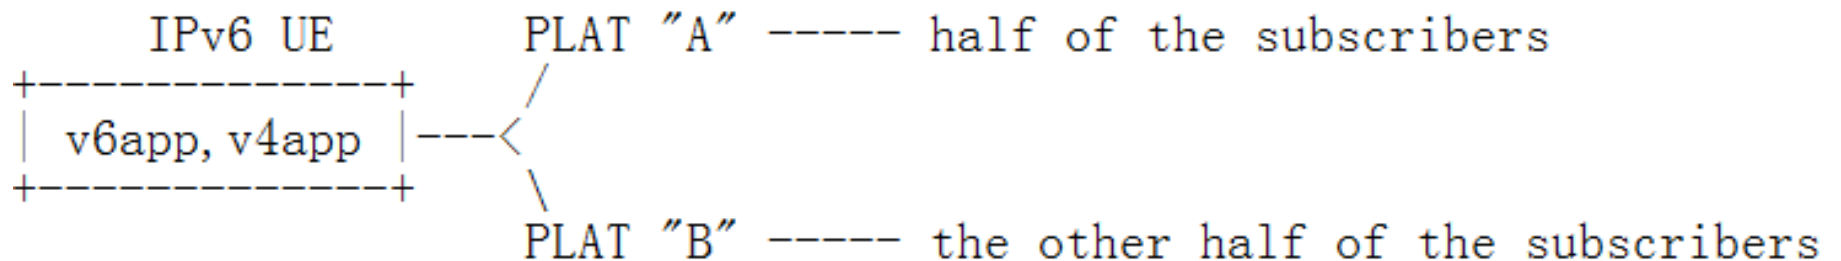 IPv6 UE PLAT "A" ----- half of the subscribers
+--------------+ /
| v6app, v4app |---<
+--------------+ \
PLAT "B" ----- the other half of the subscribers